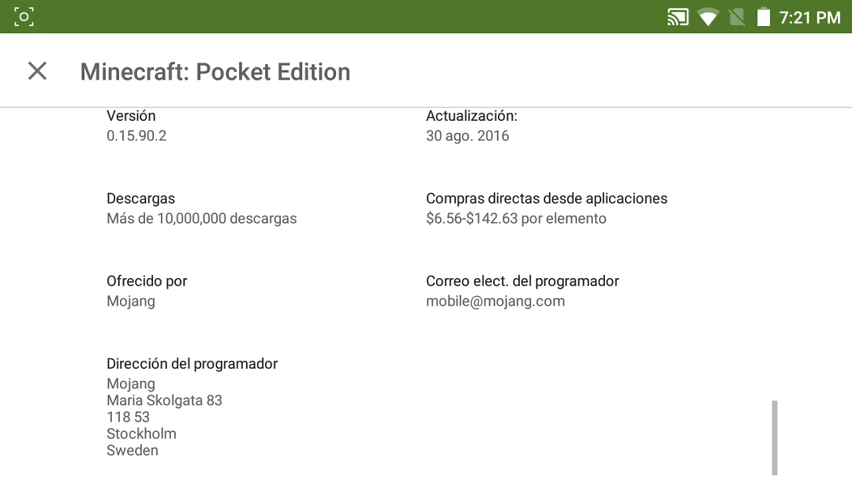 7:21 PM
Minecraft: Pocket Edition
Versión
0.15.90.2
Actualización:
30 ago. 2016
Descargas
Más de 10,000,000 descargas
Compras directas desde aplicaciones
$6.56-$142.63 por elemento
Ofrecido por
Mojang
Correo elect. del programador
mobile@mojang.com
Dirección del programador
Mojang
Maria Skolgata 83
118 53
Stockholm
Sweden